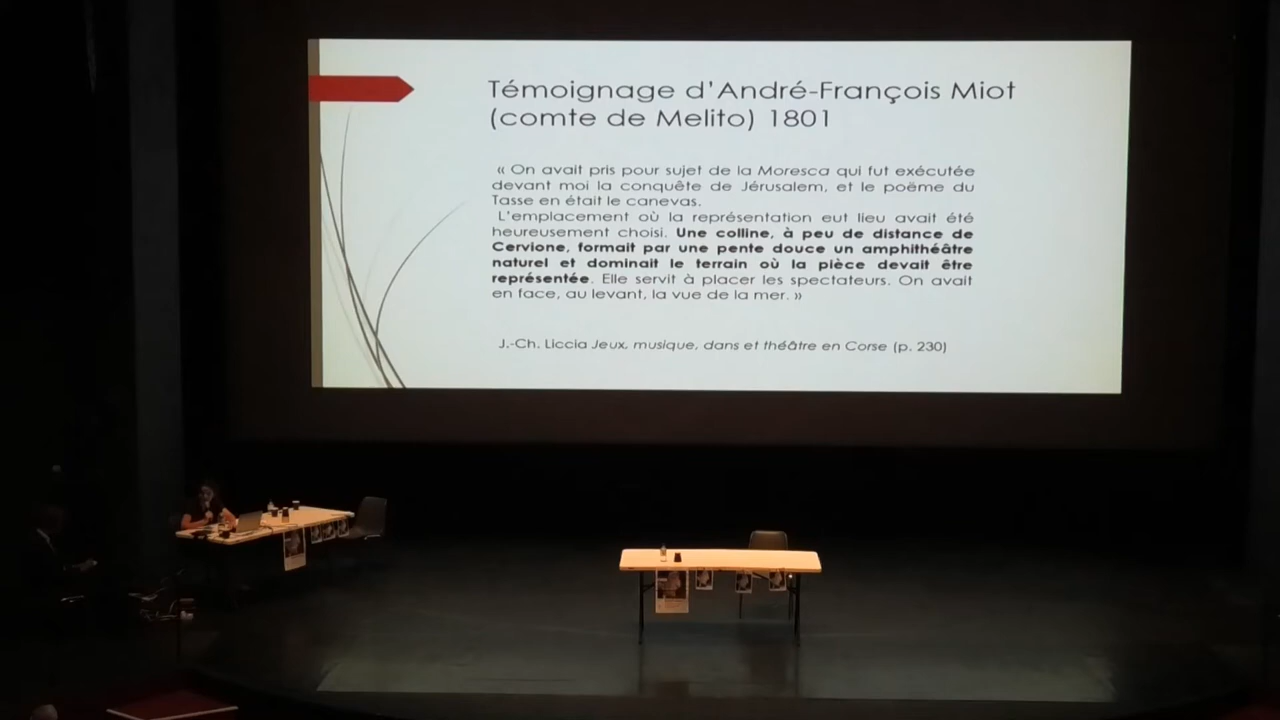 Témoignage d'André-François Miot
(comte de Melito) 1801
« On avait pris pour sujet de la Moresca qui fut exécutée
devant moi la conquête de Jérusalem, et le poëme du
Tasse en était le canevas.
L'emplacement où la représentation eut lieu avait été
heureusement choisi. Une colline, à peu de distance de
Cervione, formait par une pente douce un amphithéâtre
naturel et dominait le terrain où la pièce devait être
représentée. Elle servit à placer les spectateurs. On avait
en face, au levant, la vue de la mer. »
J.-Ch. Liccia Jeux, musique, dans et théâtre en Corse (p. 230)